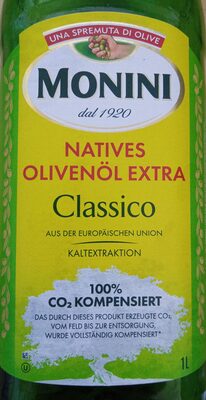 UNA SPREMUTA DI OLIVE
MONINI
dal 1920
NATIVES
OLIVENÖL EXTRA
Classico
AUS DER EUROPÄISCHEN UNION
KALTEXTRAKTION
100%
CO₂ KOMPENSIERT
DAS DURCH DIESES PRODUKT ERZEUGTE CO₂,
VOM FELD BIS ZUR ENTSORGUNG,
WURDE VOLLSTÄNDIG KOMPENSIERT*
1L